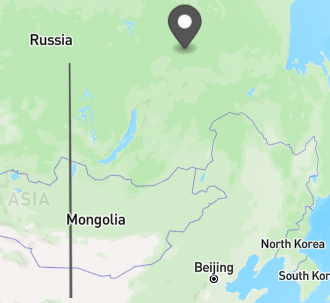 Russia
ASIA
Mongolia
North Korea
Beijing
South Kor